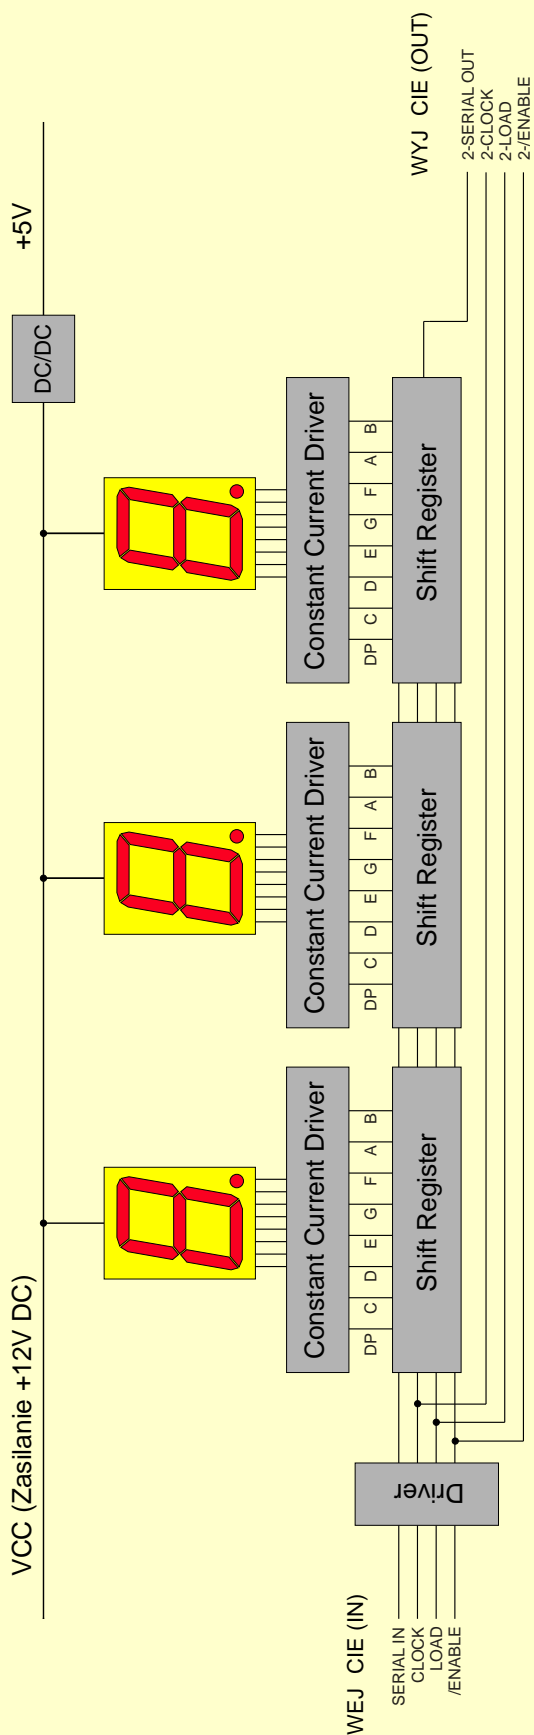 VCC (Zasilanie +12V DC)
+5V
DC/DC
Constant Current Driver
Constant Current Driver
Constant Current Driver
DP C D E G F A B
DP C D E G F A B
DP C D E G F A B
Shift Register
Shift Register
Shift Register
Driver
WEJ CIE (IN)
SERIAL IN
CLOCK
LOAD
/ENABLE
WYJ CIE (OUT)
2-SERIAL OUT
2-CLOCK
2-LOAD
2-/ENABLE